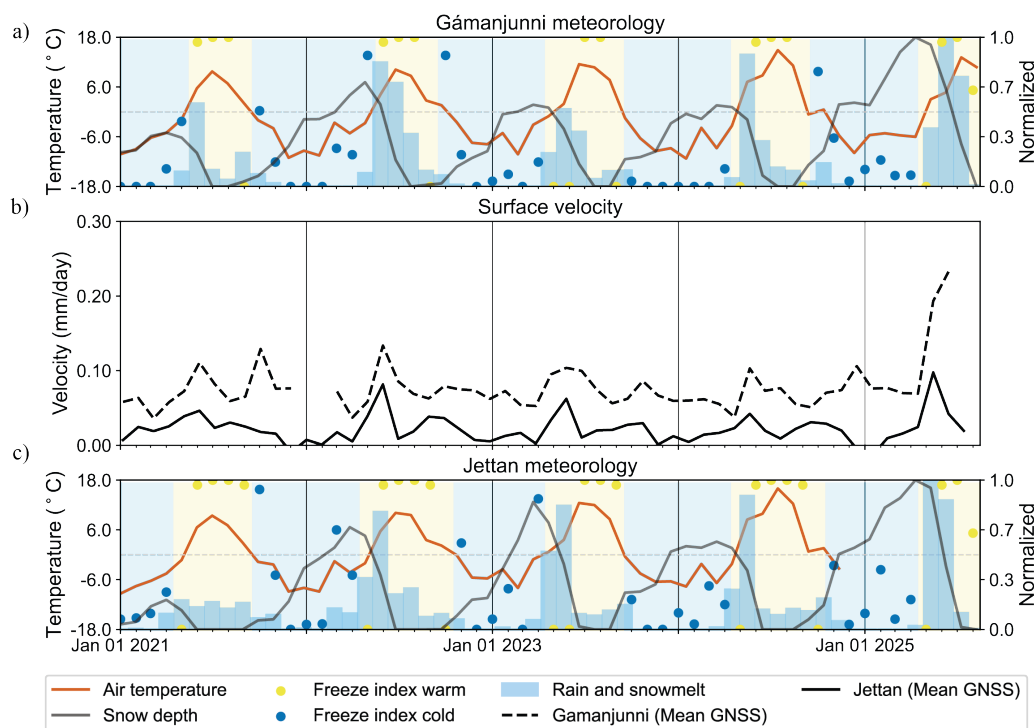 a)
Gámanjunni meteorology
Temperature (°C)
18.0
6.0
-6.0
-18.0
1.0
0.7
0.3
0.0
Normalized
b)
Surface velocity
Velocity (mm/day)
0.30
0.20
0.10
0.00
c)
Jettan meteorology
Temperature (°C)
18.0
6.0
-6.0
-18.0
1.0
0.7
0.3
0.0
Normalized
Jan 01 2021
Jan 01 2023
Jan 01 2025
Air temperature
Snow depth
Freeze index warm
Freeze index cold
Rain and snowmelt
Gamanjunni (Mean GNSS)
Jettan (Mean GNSS)